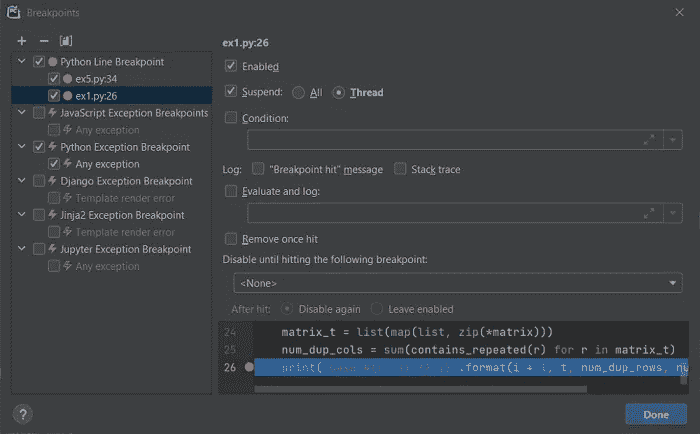 Breakpoints
ex1.py:26
Python Line Breakpoint
ex5.py:34
ex1.py:26
JavaScript Exception Breakpoints
Any exception
Python Exception Breakpoint
Any exception
Django Exception Breakpoint
Template render error
Jinja2 Exception Breakpoint
Template render error
Jupyter Exception Breakpoint
Any exception
Enabled
Suspend: All Thread
Condition:
Log: "Breakpoint hit" message Stack trace
Evaluate and log:
Remove once hit
Disable until hitting the following breakpoint:
<None>
After hit: Disable again Leave enabled
24 matrix_t = list(map(list, zip(*matrix)))
25 num_dup_cols = sum(contains_repeated(r) for r in matrix_t)
26 print( .format(i + 1, t, num_dup_rows,
?
Done